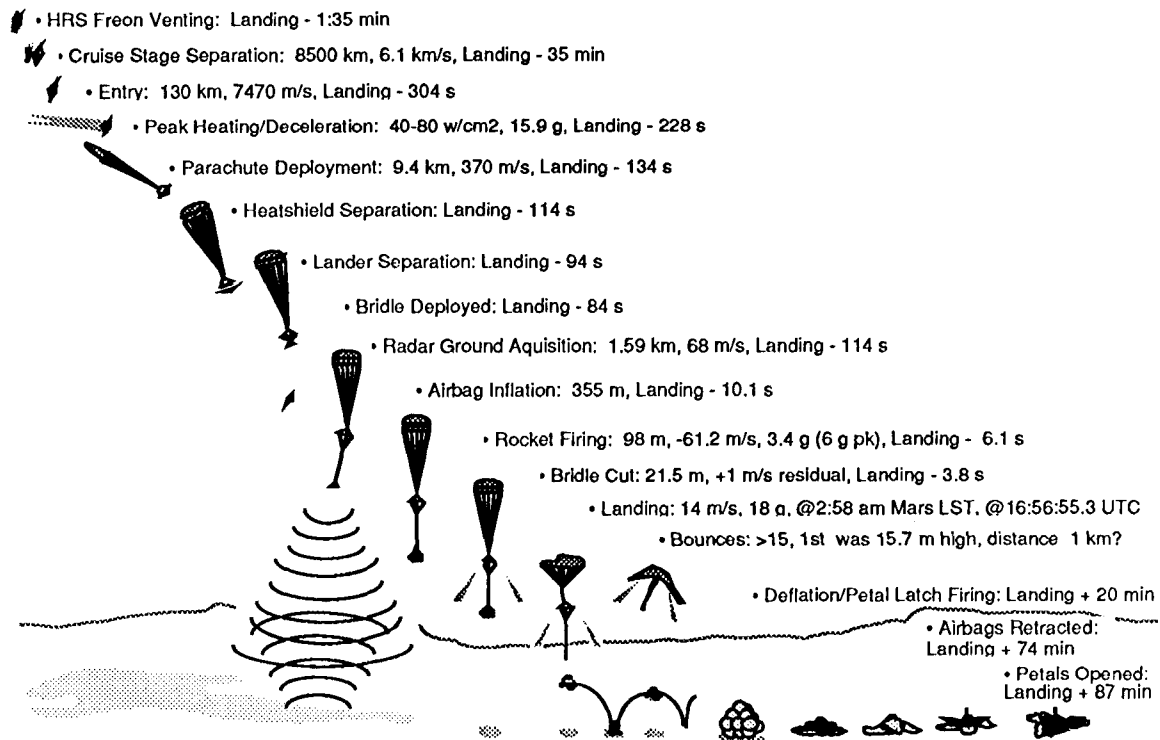 • HRS Freon Venting: Landing - 1:35 min
• Cruise Stage Separation: 8500 km, 6.1 km/s, Landing - 35 min
• Entry: 130 km, 7470 m/s, Landing - 304 s
• Peak Heating/Deceleration: 40-80 w/cm2, 15.9 g, Landing - 228 s
• Parachute Deployment: 9.4 km, 370 m/s, Landing - 134 s
• Heatshield Separation: Landing - 114 s
• Lander Separation: Landing - 94 s
• Bridle Deployed: Landing - 84 s
• Radar Ground Aquisition: 1.59 km, 68 m/s, Landing - 114 s
• Airbag Inflation: 355 m, Landing - 10.1 s
• Rocket Firing: 98 m, -61.2 m/s, 3.4 g (6 g pk), Landing - 6.1 s
• Bridle Cut: 21.5 m, +1 m/s residual, Landing - 3.8 s
• Landing: 14 m/s, 18 g, @2:58 am Mars LST, @16:56:55.3 UTC
• Bounces: >15, 1st was 15.7 m high, distance 1 km?
• Deflation/Petal Latch Firing: Landing + 20 min
• Airbags Retracted:
Landing + 74 min
• Petals Opened:
Landing + 87 min